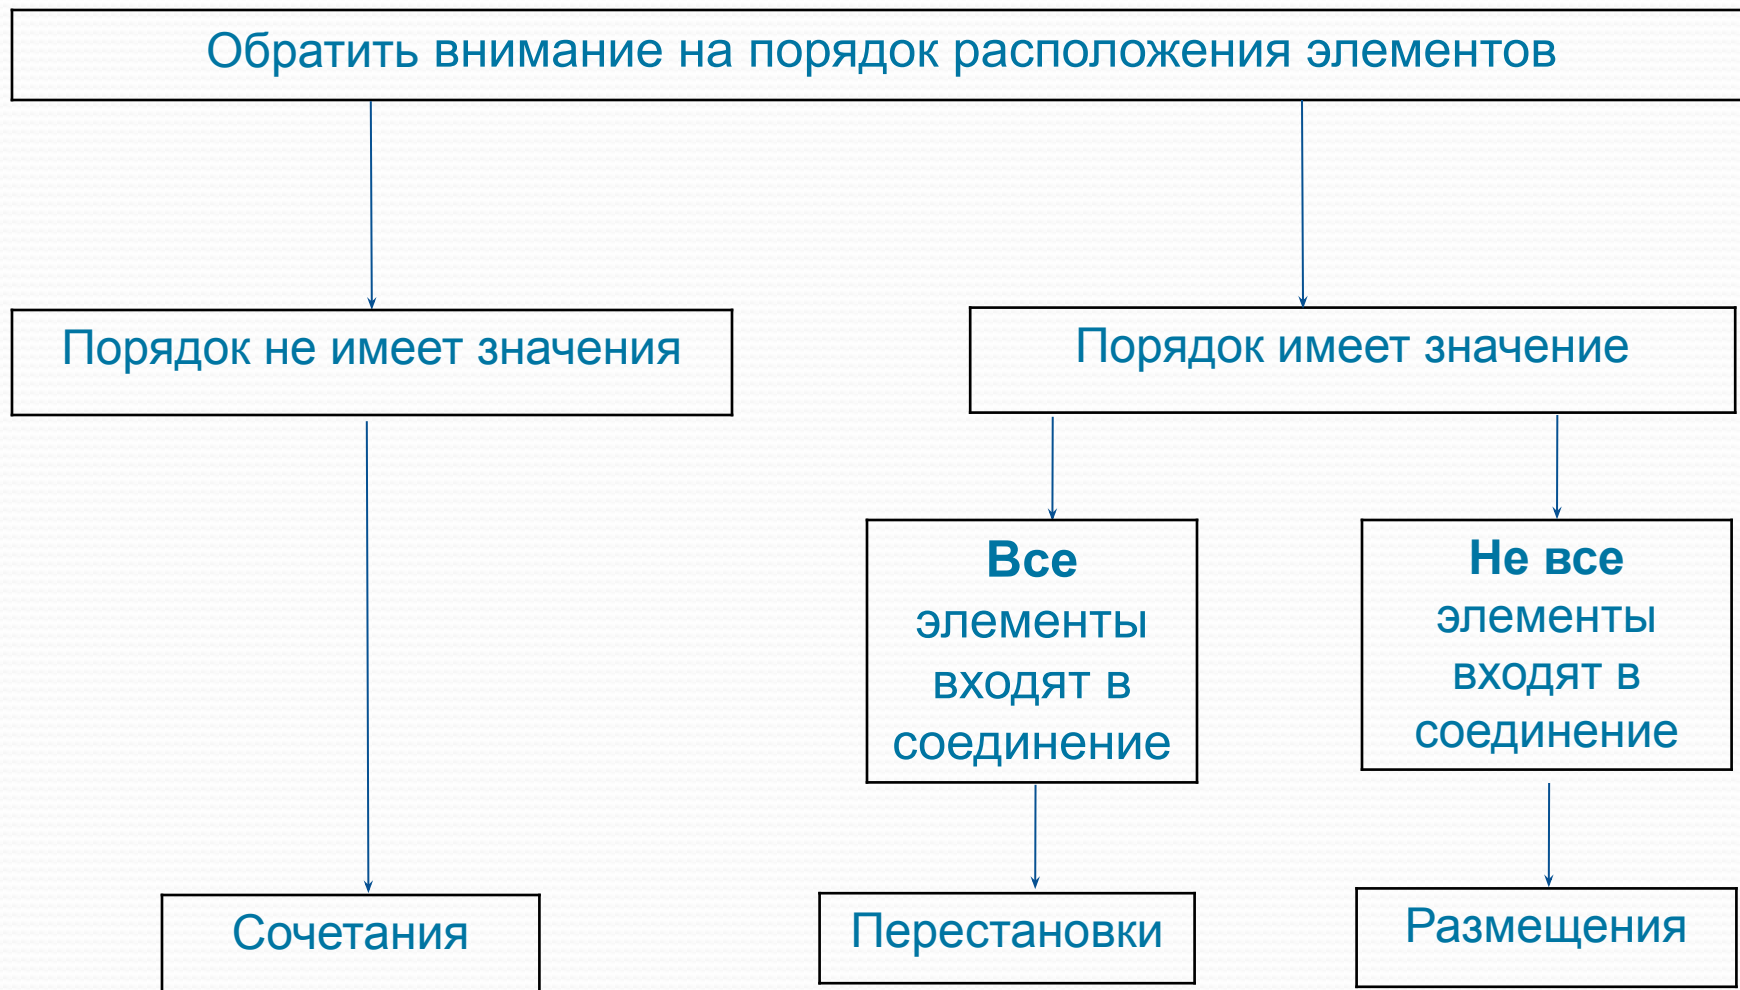 Обратить внимание на порядок расположения элементов
Порядок не имеет значения
Порядок имеет значение
Все
элементы
входят в
соединение
Не все
элементы
входят в
соединение
Сочетания
Перестановки
Размещения